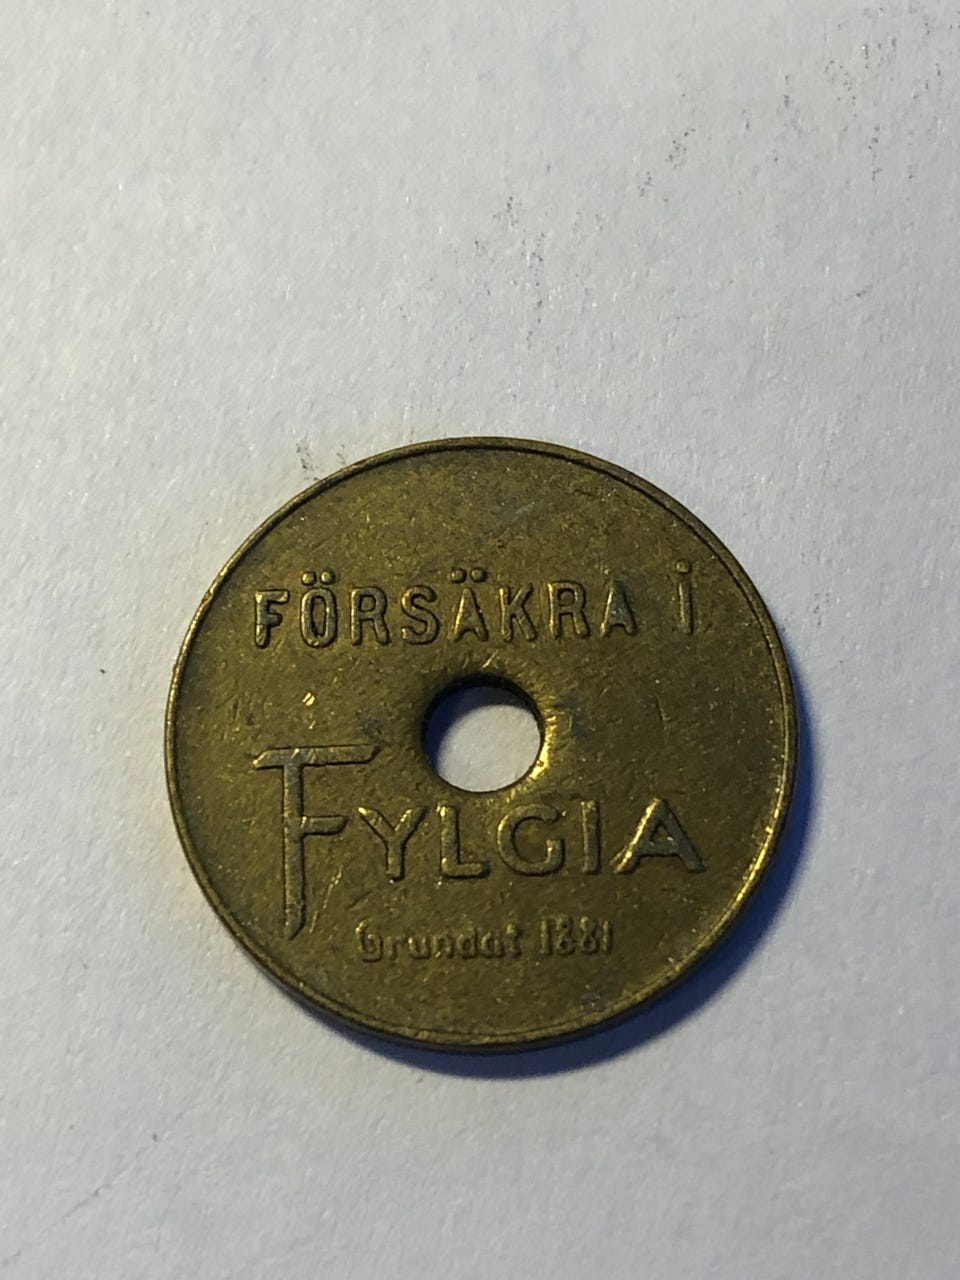 FÖRSÄKRA i
FYLGIA
Grundat 1881